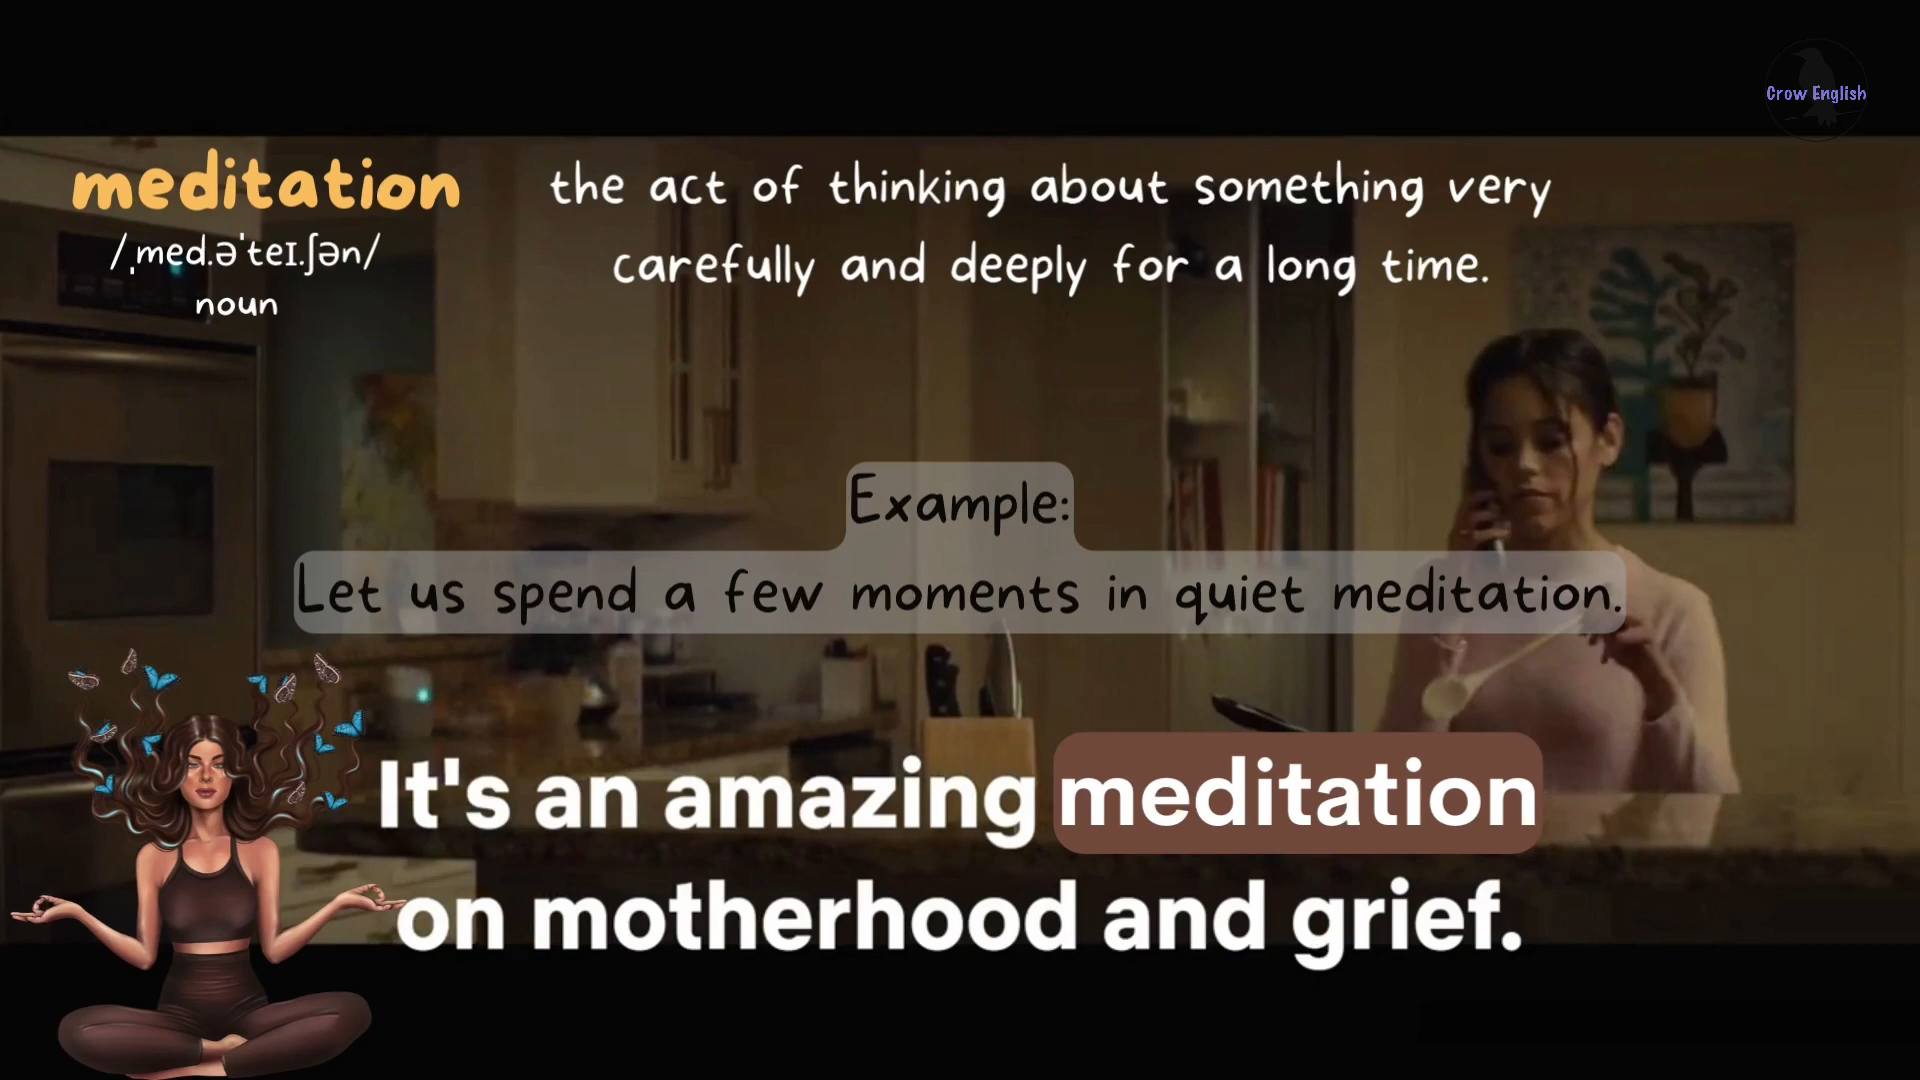 Crow English
meditation
/ˌmed.əˈteɪ.ʃən/
noun
the act of thinking about something very
carefully and deeply for a long time.
Example:
Let us spend a few moments in quiet meditation.
It's an amazing meditation
on motherhood and grief.